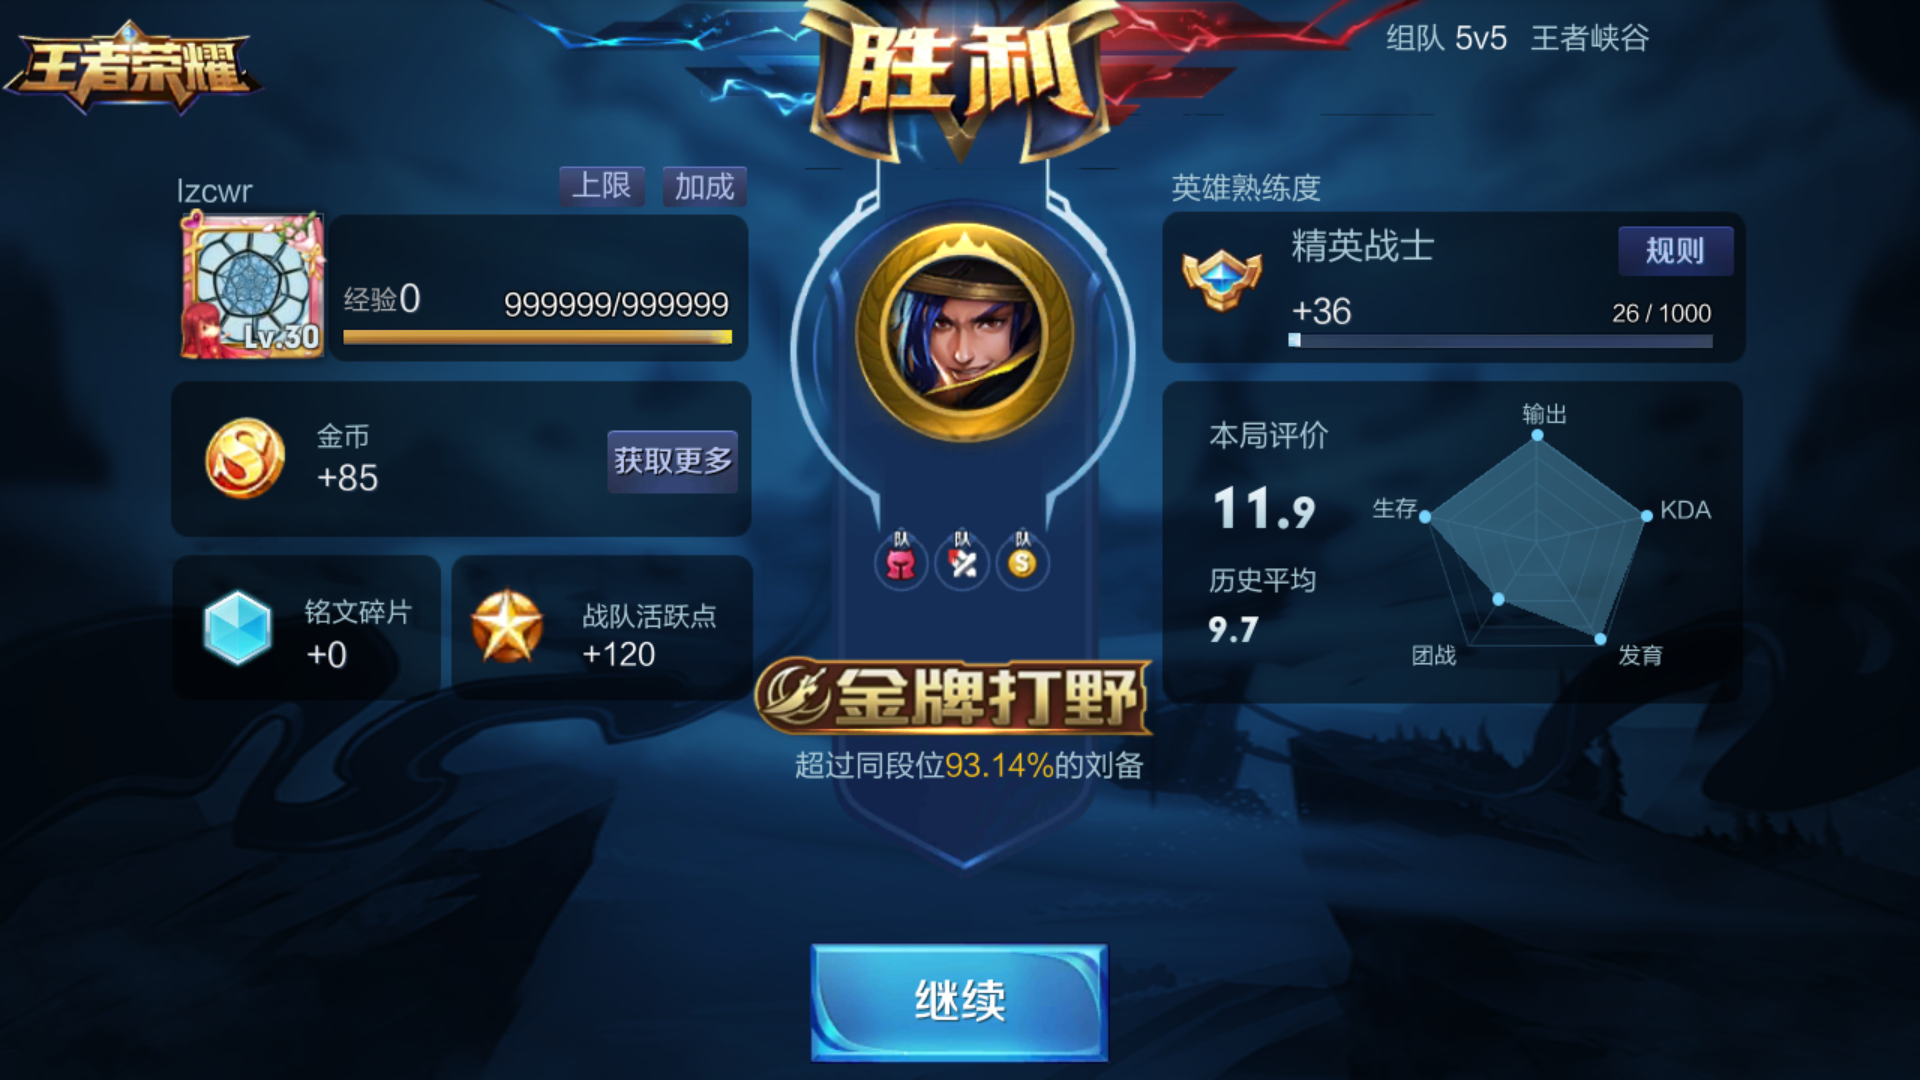 王者荣耀
胜利
组队 5v5 王者峡谷
lzcwr
上限
加成
Lv.30
经验0
999999/999999
金币
+85
获取更多
铭文碎片
+0
战队活跃点
+120
队
队
队
金牌打野
超过同段位93.14%的刘备
英雄熟练度
精英战士
规则
+36
26 / 1000
本局评价
11.9
历史平均
9.7
输出
生存
KDA
团战
发育
继续